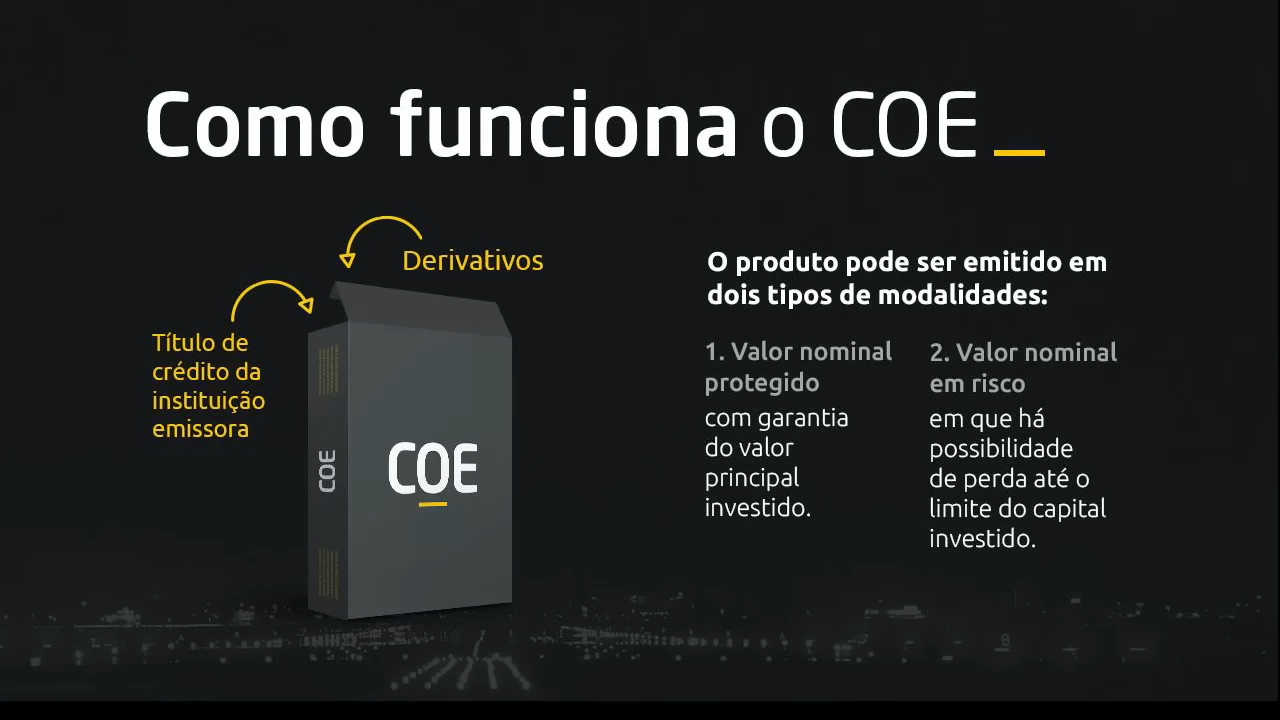 Como funciona o COE_
Derivativos
Título de
crédito da
instituição
emissora
COE
COE
O produto pode ser emitido em
dois tipos de modalidades:
1. Valor nominal
protegido
com garantia
do valor
principal
investido.
2. Valor nominal
em risco
em que há
possibilidade
de perda até o
limite do capital
investido.
8